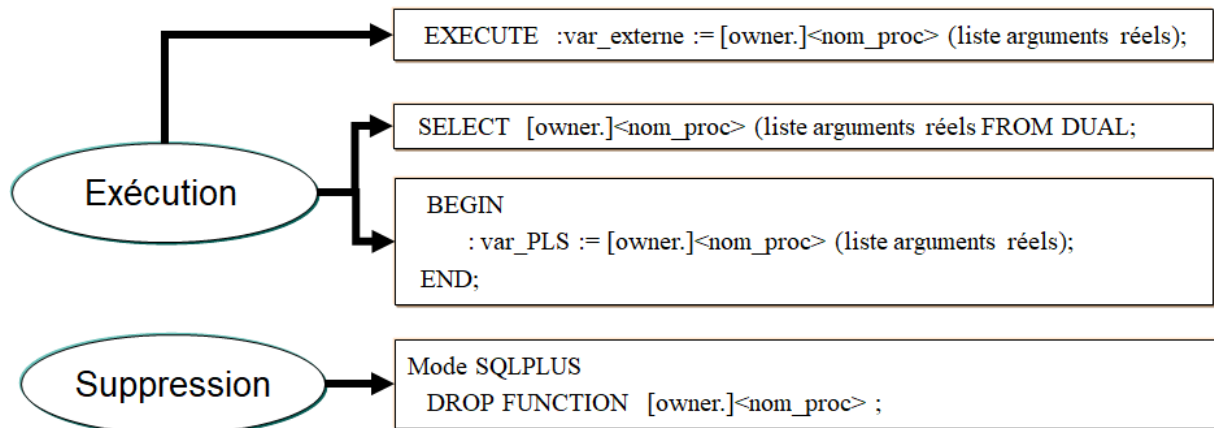 EXECUTE :var_externe := [owner.]<nom_proc> (liste arguments réels);
SELECT [owner.]<nom_proc> (liste arguments réels FROM DUAL;
Exécution
BEGIN
: var_PLS := [owner.]<nom_proc> (liste arguments réels);
END;
Suppression
Mode SQLPLUS
DROP FUNCTION [owner.]<nom_proc> ;